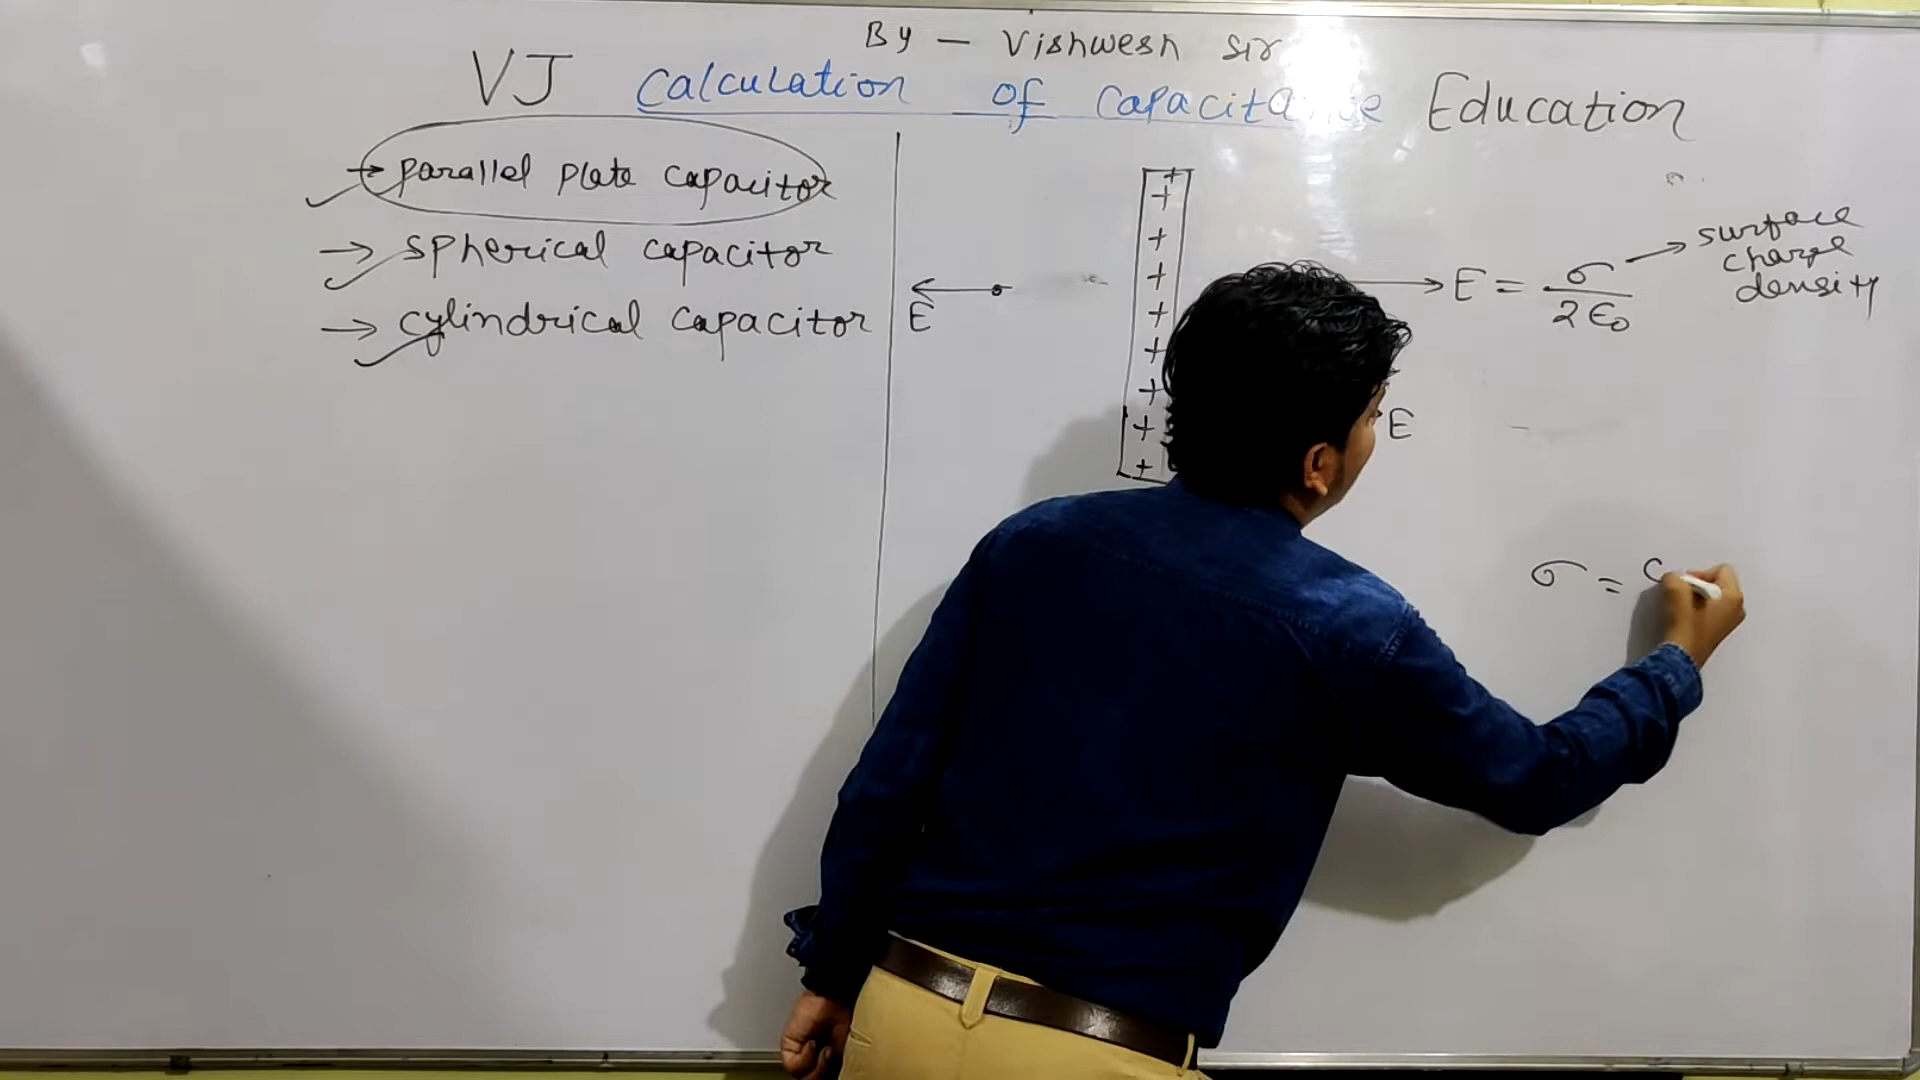 By - Vishwesh sir
VJ Calculation of Capacitance Education
→ parallel plate capacitor
→ spherical capacitor
→ cylindrical capacitor
+
+
+
+
+
+
+
+
+
E
E = σ / 2ε₀
→ surface
charge
density
E
σ =